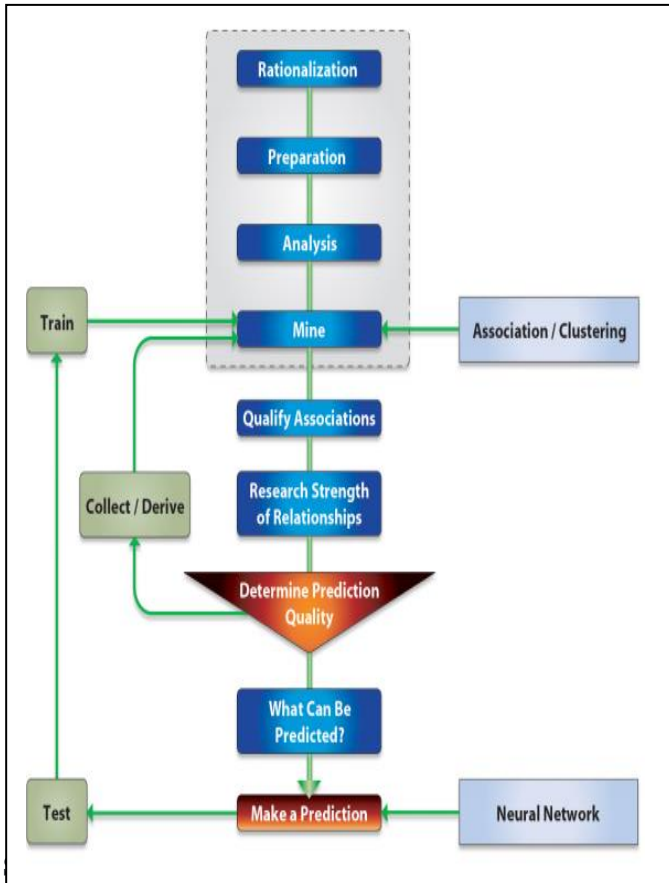 Rationalization
Preparation
Analysis
Train
Mine
Association / Clustering
Qualify Associations
Collect / Derive
Research Strength
of Relationships
Determine Prediction
Quality
What Can Be
Predicted?
Test
Make a Prediction
Neural Network